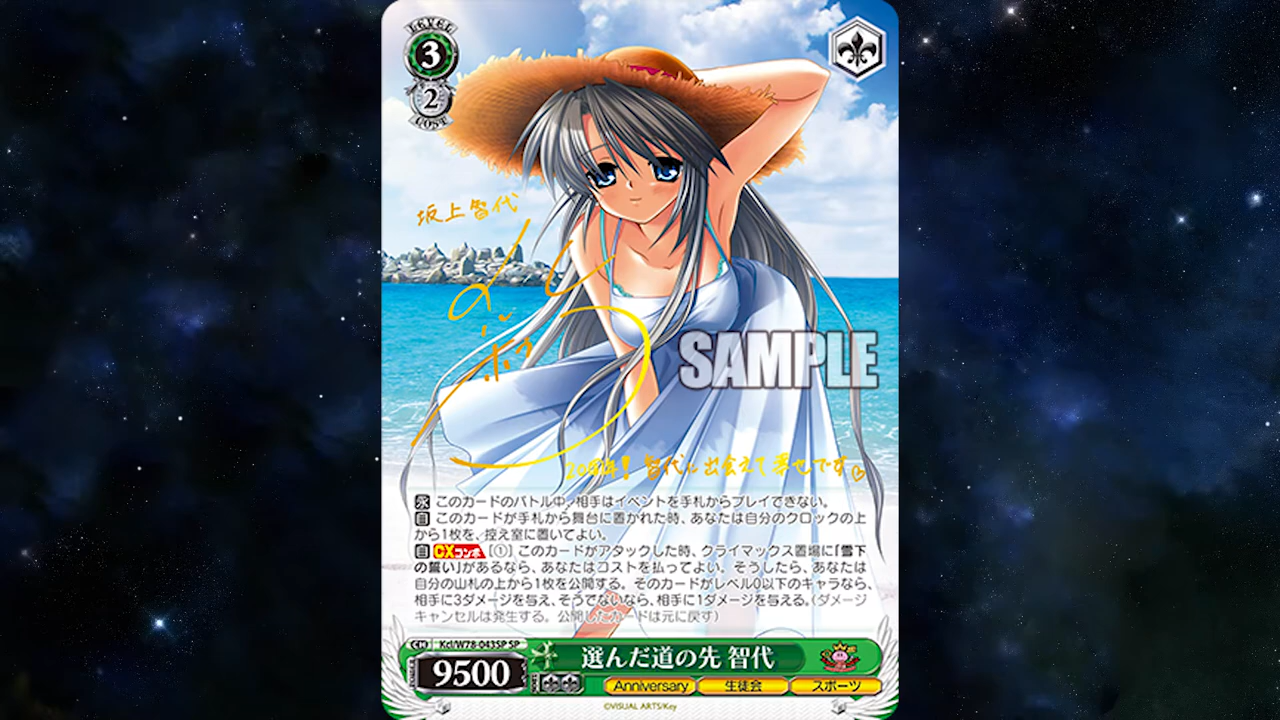 LEVEL
3
2
COST
坂上智代
SAMPLE
20周年! 智代に出会えて幸せです♡
永 このカードのバトル中、相手はイベントを手札からプレイできない。
自 このカードが手札から舞台に置かれた時、あなたは自分のクロックの上
から1枚を、控え室に置いてよい。
自 CXコンボ [①] このカードがアタックした時、クライマックス置場に「雪下
の誓い」があるなら、あなたはコストを払ってよい。そうしたら、あなたは
自分の山札の上から1枚を公開する。そのカードがレベル0以下のキャラなら、
相手に3ダメージを与え、そうでないなら、相手に1ダメージを与える。(ダメージ
キャンセルは発生する。公開したカードは元に戻す)
CH Kcl/W78-043SP SP
選んだ道の先 智代
9500
Anniversary 生徒会 スポーツ
©VISUAL ARTS/Key